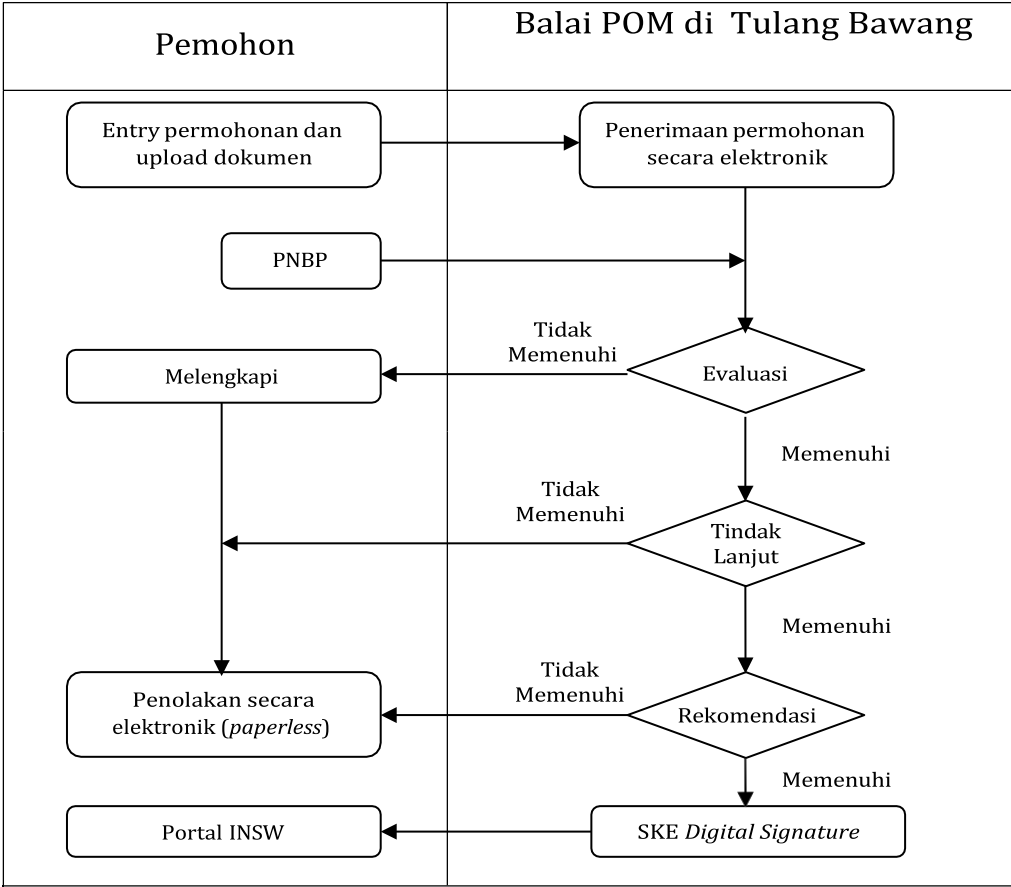 Pemohon
Balai POM di Tulang Bawang
Entry permohonan dan
upload dokumen
Penerimaan permohonan
secara elektronik
PNBP
Tidak
Memenuhi
Melengkapi
Evaluasi
Memenuhi
Tidak
Memenuhi
Tindak
Lanjut
Memenuhi
Tidak
Memenuhi
Penolakan secara
elektronik (paperless)
Rekomendasi
Memenuhi
Portal INSW
SKE Digital Signature